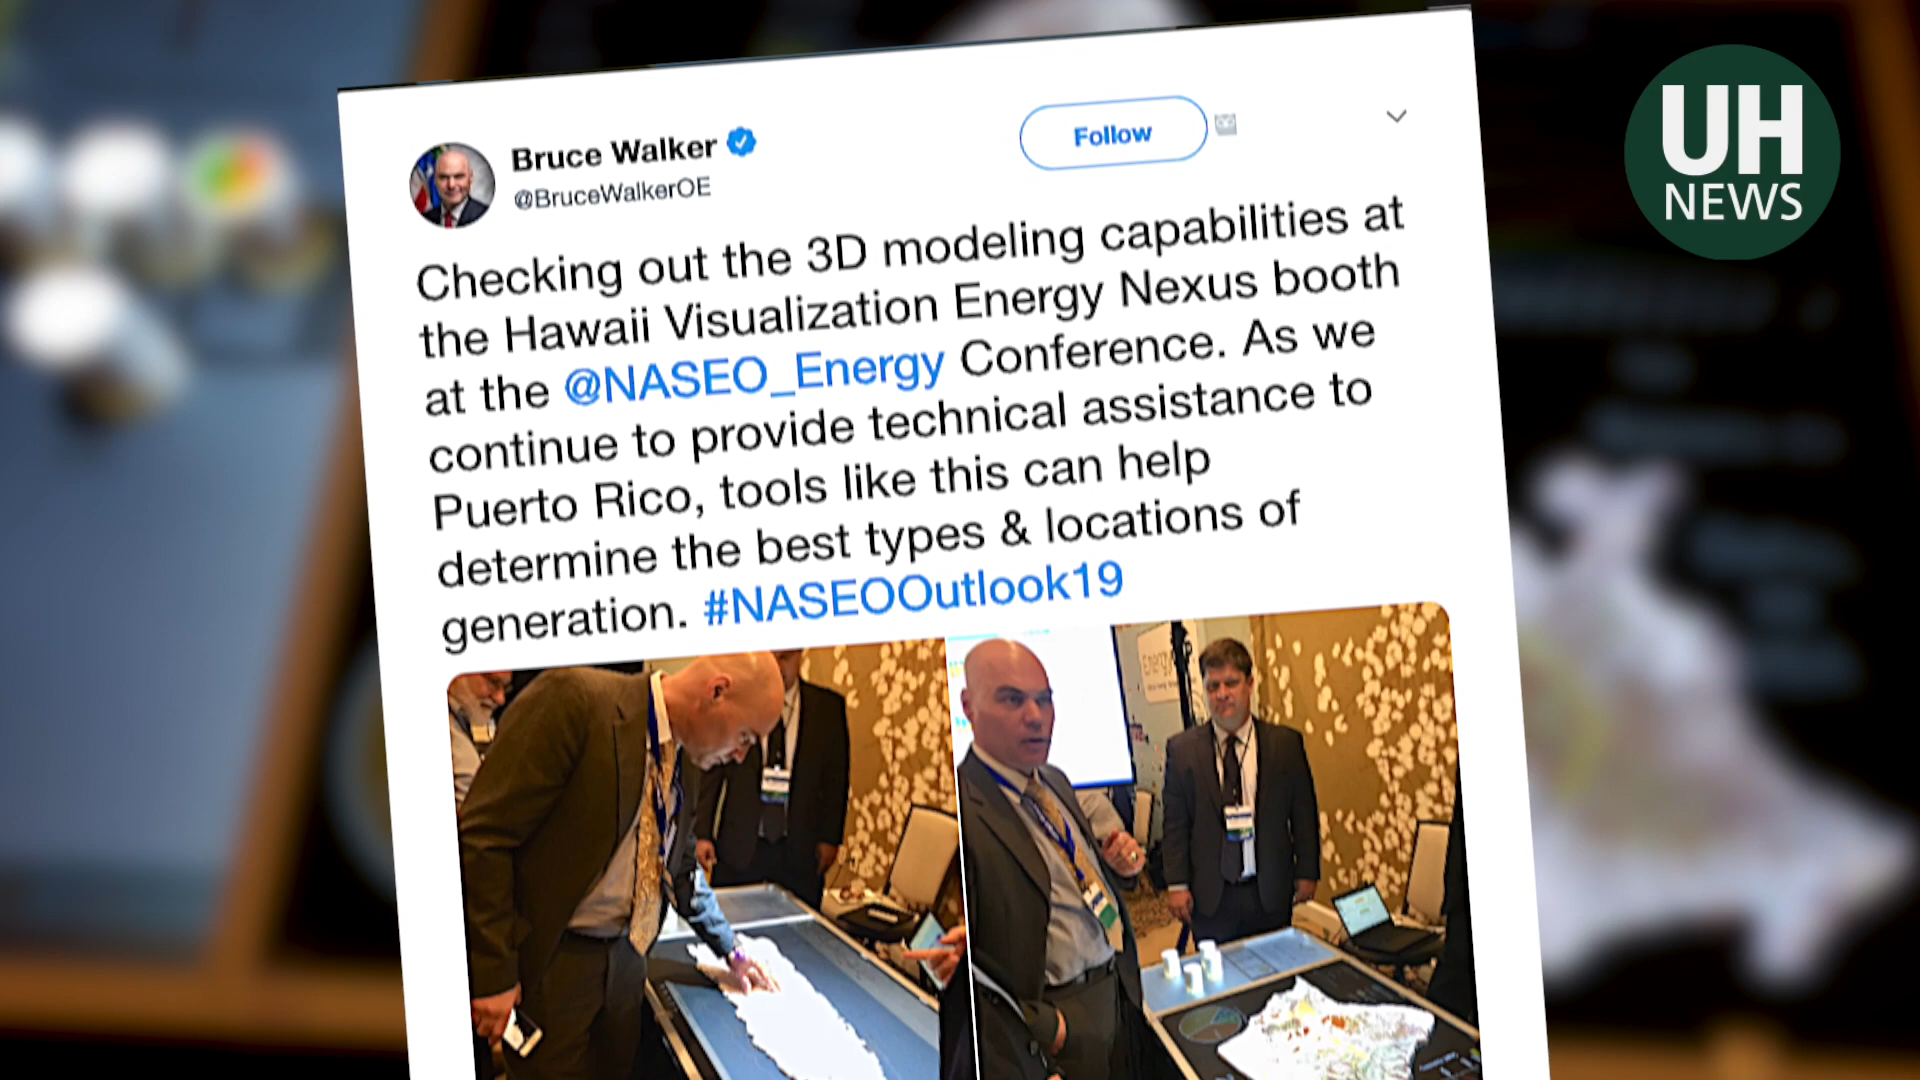 Bruce Walker
@BruceWalkerOE
Follow
UH
NEWS
Checking out the 3D modeling capabilities at
the Hawaii Visualization Energy Nexus booth
at the @NASEO_Energy Conference. As we
continue to provide technical assistance to
Puerto Rico, tools like this can help
determine the best types & locations of
generation. #NASEOOutlook19